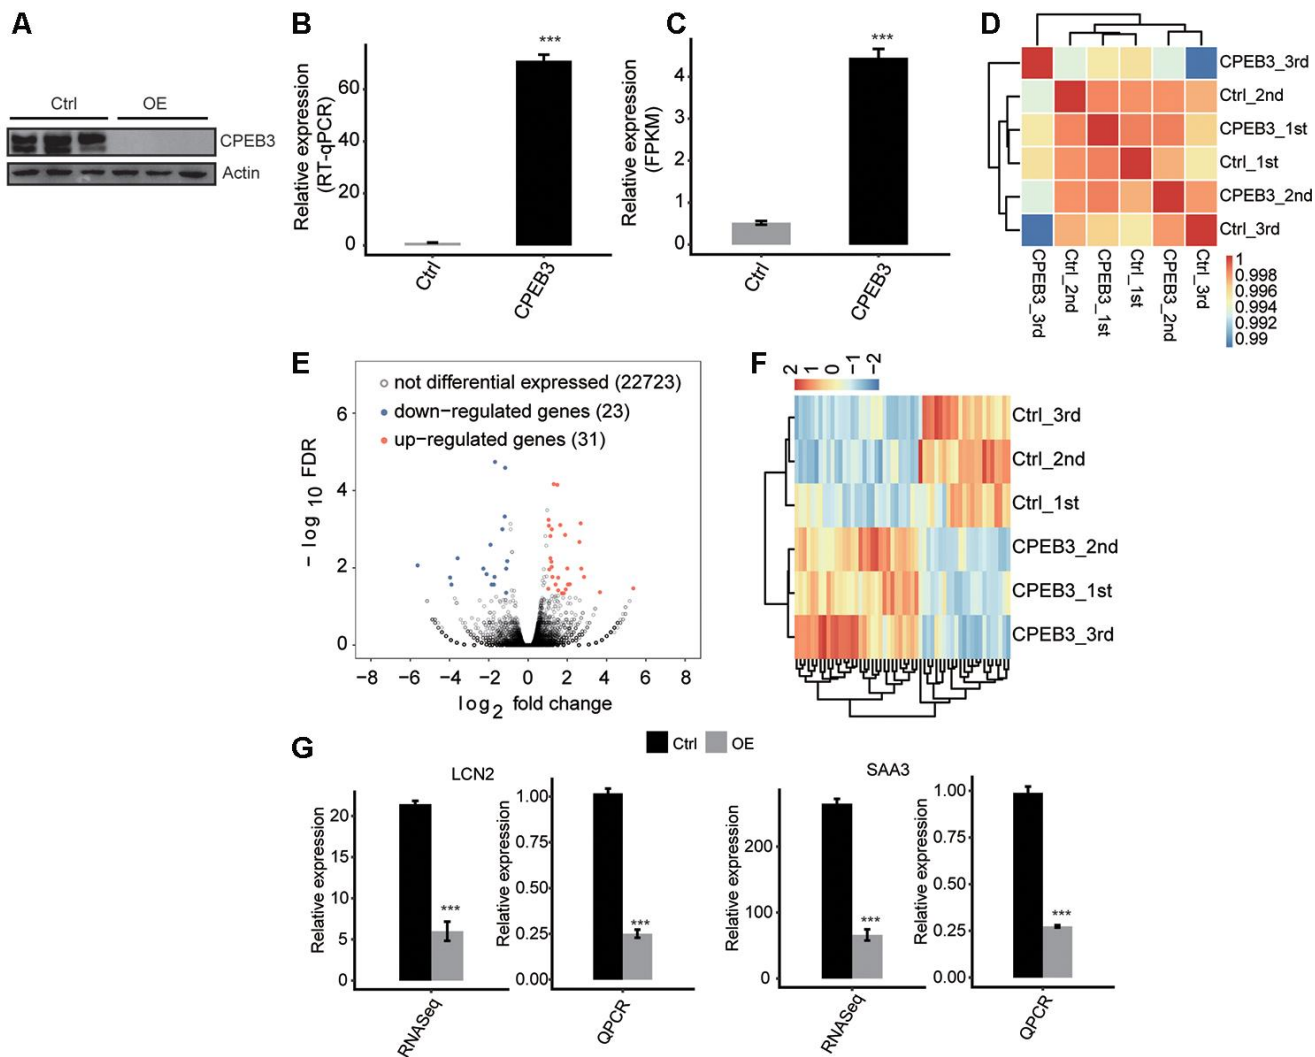 A
Ctrl OE
CPEB3
Actin
B
Relative expression
(RT-qPCR)
***
60
40
20
0
Ctrl
CPEB3
C
Relative expression
(FPKM)
***
4
3
2
1
0
Ctrl
CPEB3
D
CPEB3_3rd
Ctrl_2nd
CPEB3_1st
Ctrl_1st
CPEB3_2nd
Ctrl_3rd
CPEB3_3rd
Ctrl_2nd
CPEB3_1st
Ctrl_1st
CPEB3_2nd
Ctrl_3rd
1
0.998
0.996
0.994
0.992
0.99
E
not differential expressed (22723)
down-regulated genes (23)
up-regulated genes (31)
-log 10 FDR
6
4
2
0
-8 -6 -4 -2 0 2 4 6 8
log2 fold change
F
2 1 0 -1 -2
Ctrl_3rd
Ctrl_2nd
Ctrl_1st
CPEB3_2nd
CPEB3_1st
CPEB3_3rd
G
Ctrl OE
LCN2
Relative expression
20
15
10
5
0
***
RNASeq
Relative expression
1.00
0.75
0.50
0.25
0.00
***
QPCR
SAA3
Relative expression
200
100
0
***
RNASeq
Relative expression
1.00
0.75
0.50
0.25
0.00
***
QPCR